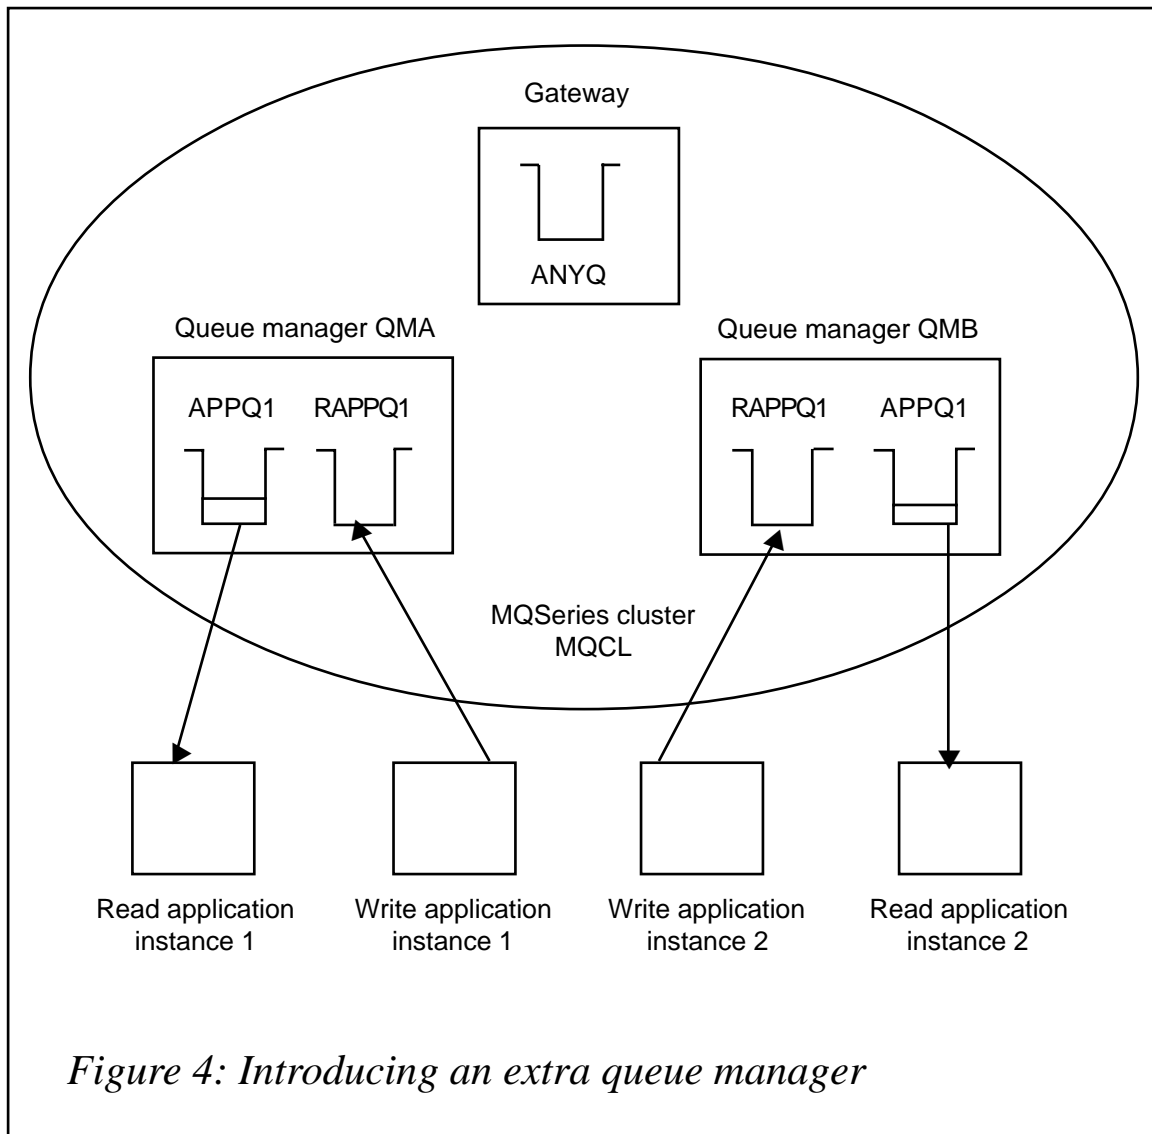 Gateway
ANYQ
Queue manager QMA
Queue manager QMB
APPQ1
RAPPQ1
RAPPQ1
APPQ1
MQSeries cluster
MQCL
Read application
instance 1
Write application
instance 1
Write application
instance 2
Read application
instance 2
Figure 4: Introducing an extra queue manager